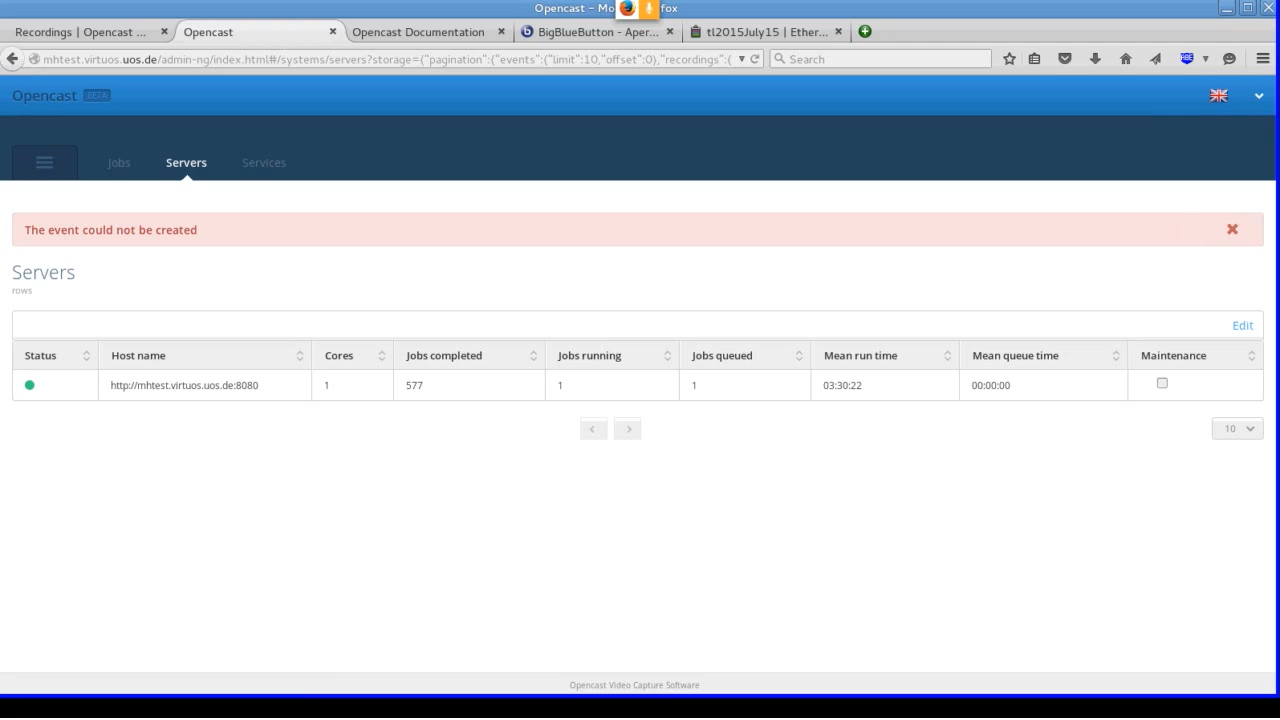 Opencast - Mo fox
Recordings | Opencast ...
Opencast
Opencast Documentation
BigBlueButton - Aper...
tl2015July15 | Ether...
mhtest.virtuos.uos.de/admin-ng/index.html#/systems/servers?storage={"pagination":{"events":{"limit":10,"offset":0},"recordings":{
Search
ABE
Opencast BETA
Jobs Servers Services
The event could not be created
Servers
rows
Edit
Status Host name Cores Jobs completed Jobs running Jobs queued Mean run time Mean queue time Maintenance
http://mhtest.virtuos.uos.de:8080 1 577 1 1 03:30:22 00:00:00
< > 10
Opencast Video Capture Software